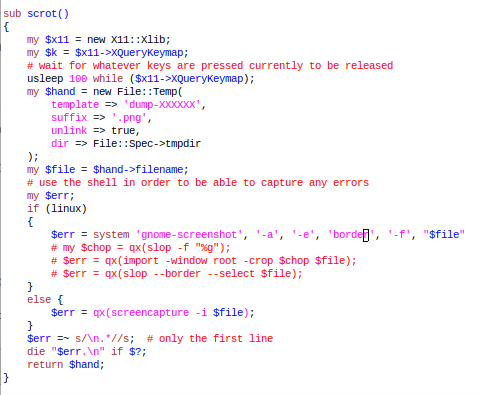 sub scrot()
{
    my $x11 = new X11::Xlib;
    my $k = $x11->XQueryKeymap;
    # wait for whatever keys are pressed currently to be released
    usleep 100 while ($x11->XQueryKeymap);
    my $hand = new File::Temp(
        template => 'dump-XXXXXX',
        suffix => '.png',
        unlink => true,
        dir => File::Spec->tmpdir
    );
    my $file = $hand->filename;
    # use the shell in order to be able to capture any errors
    my $err;
    if (linux)
    {
        $err = system 'gnome-screenshot', '-a', '-e', 'border', '-f', "$file"
        # my $chop = qx(slop -f "%g");
        # $err = qx(import -window root -crop $chop $file);
        # $err = qx(slop --border --select $file);
    }
    else {
        $err = qx(screencapture -i $file);
    }
    $err =~ s/\n.*//s;  # only the first line
    die "$err.\n" if $?;
    return $hand;
}